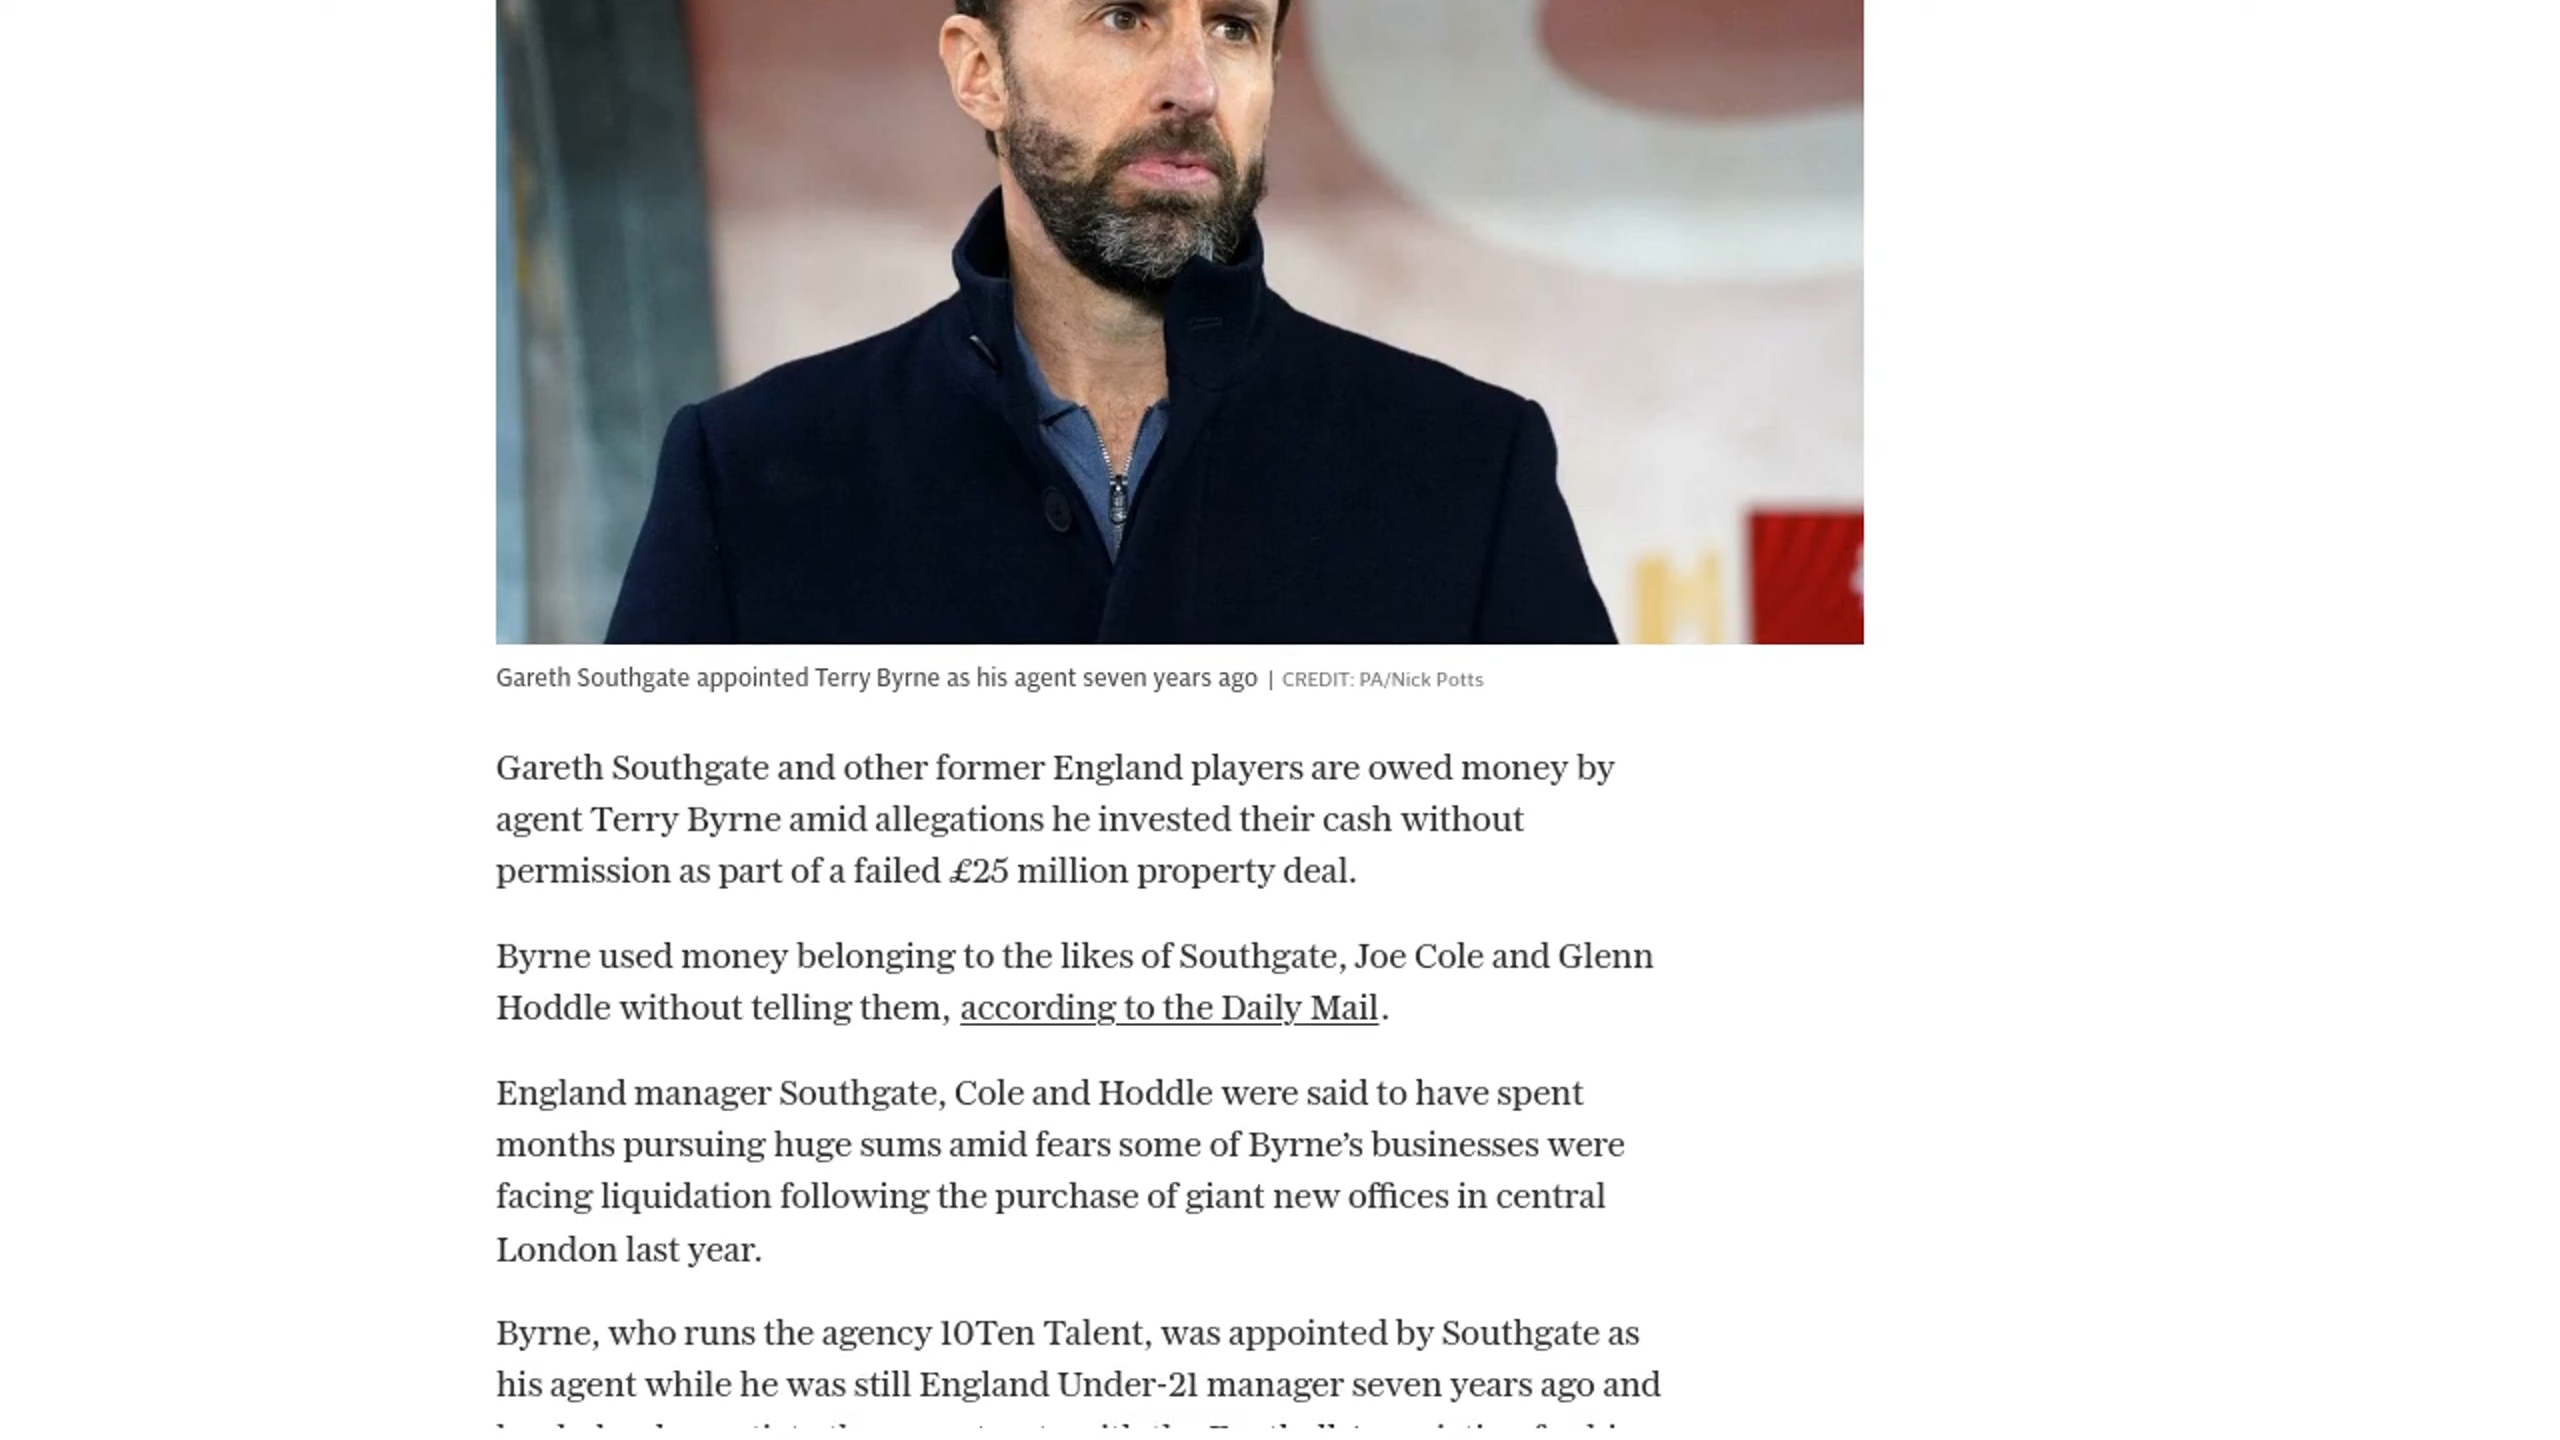 Gareth Southgate appointed Terry Byrne as his agent seven years ago | CREDIT: PA/Nick Potts
Gareth Southgate and other former England players are owed money by
agent Terry Byrne amid allegations he invested their cash without
permission as part of a failed £25 million property deal.
Byrne used money belonging to the likes of Southgate, Joe Cole and Glenn
Hoddle without telling them, according to the Daily Mail.
England manager Southgate, Cole and Hoddle were said to have spent
months pursuing huge sums amid fears some of Byrne’s businesses were
facing liquidation following the purchase of giant new offices in central
London last year.
Byrne, who runs the agency 10Ten Talent, was appointed by Southgate as
his agent while he was still England Under-21 manager seven years ago and